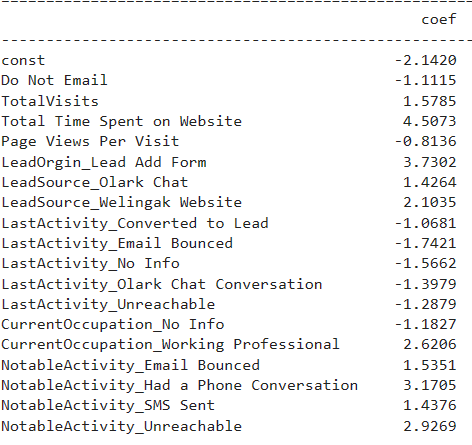 coef
const -2.1420
Do Not Email -1.1115
TotalVisits 1.5785
Total Time Spent on Website 4.5073
Page Views Per Visit -0.8136
LeadOrgin_Lead Add Form 3.7302
LeadSource_Olark Chat 1.4264
LeadSource_Welingak Website 2.1035
LastActivity_Converted to Lead -1.0681
LastActivity_Email Bounced -1.7421
LastActivity_No Info -1.5662
LastActivity_Olark Chat Conversation -1.3979
LastActivity_Unreachable -1.2879
CurrentOccupation_No Info -1.1827
CurrentOccupation_Working Professional 2.6206
NotableActivity_Email Bounced 1.5351
NotableActivity_Had a Phone Conversation 3.1705
NotableActivity_SMS Sent 1.4376
NotableActivity_Unreachable 2.9269